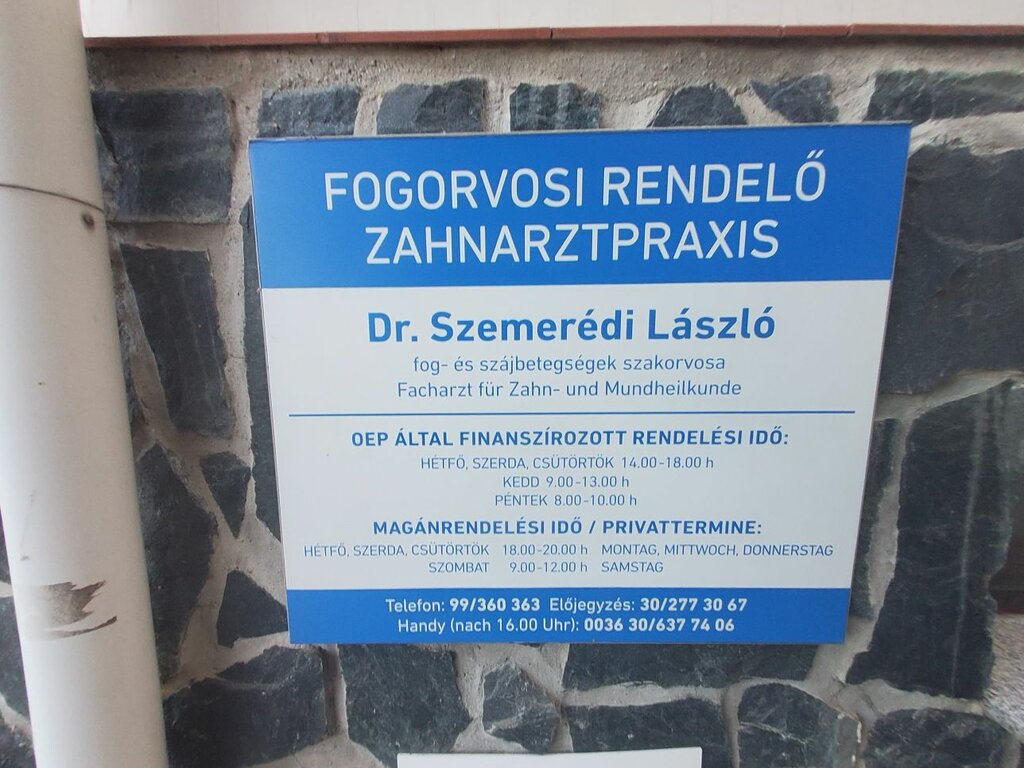 FOGORVOSI RENDELŐ
ZAHNARZTPRAXIS
Dr. Szemerédi László
fog- és szájbetegségek szakorvosa
Facharzt für Zahn- und Mundheilkunde
OEP ÁLTAL FINANSZÍROZOTT RENDELÉSI IDŐ:
HÉTFŐ, SZERDA, CSÜTÖRTÖK 14.00-18.00 h
KEDD 9.00-13.00 h
PÉNTEK 8.00-10.00 h
MAGÁNRENDELÉSI IDŐ / PRIVATTERMINE:
HÉTFŐ, SZERDA, CSÜTÖRTÖK 18.00-20.00 h MONTAG, MITTWOCH, DONNERSTAG
SZOMBAT 9.00-12.00 h SAMSTAG
Telefon: 99/360 363 Előjegyzés: 30/277 30 67
Handy (nach 16.00 Uhr): 0036 30/637 74 06